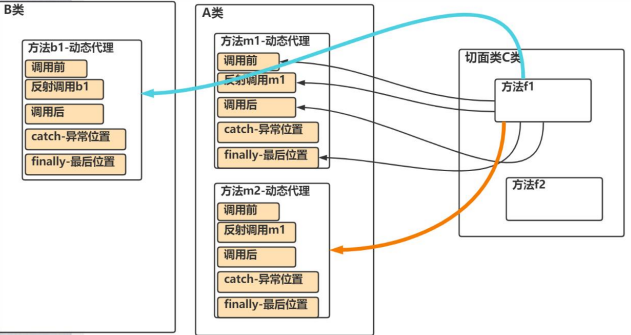 B类
方法b1-动态代理
调用前
反射调用b1
调用后
catch-异常位置
finally-最后位置
A类
方法m1-动态代理
调用前
反射调用m1
调用后
catch-异常位置
finally-最后位置
方法m2-动态代理
调用前
反射调用m1
调用后
catch-异常位置
finally-最后位置
切面类C类
方法f1
方法f2